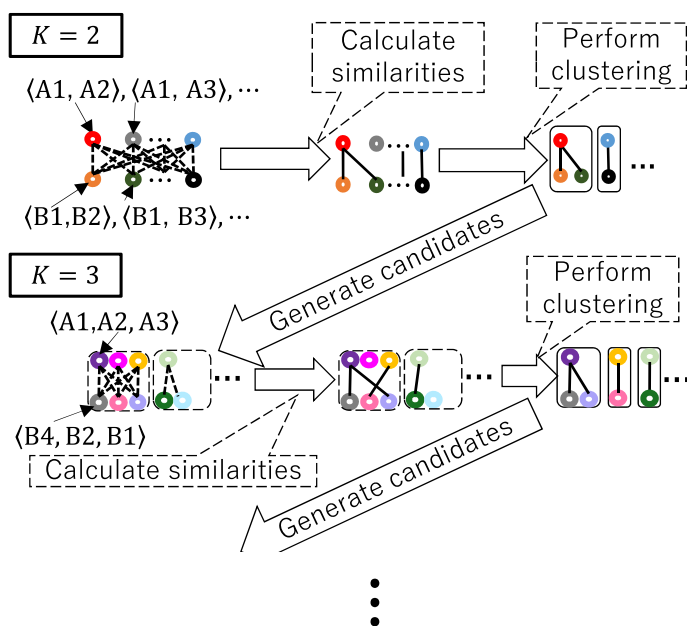 K = 2
Calculate
similarities
Perform
clustering
⟨A1, A2⟩, ⟨A1, A3⟩, ⋯
⟨B1,B2⟩, ⟨B1, B3⟩, ⋯
Generate candidates
K = 3
Perform
clustering
⟨A1,A2, A3⟩
⟨B4, B2, B1⟩
Calculate similarities
Generate candidates